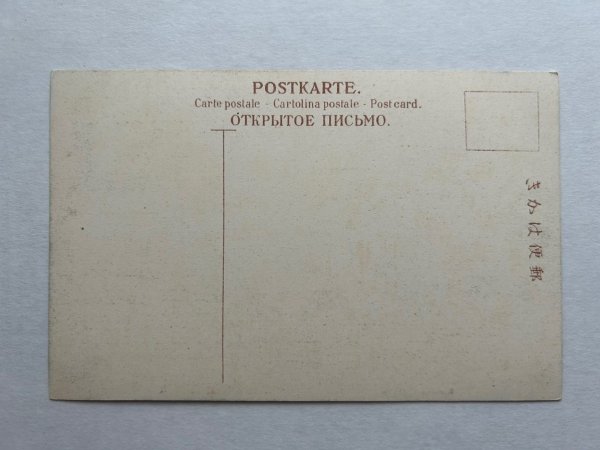 POSTKARTE.
Carte postale - Cartolina postale - Post card.
ОТКРЫТОЕ ПИСЬМО.
きかは便郵